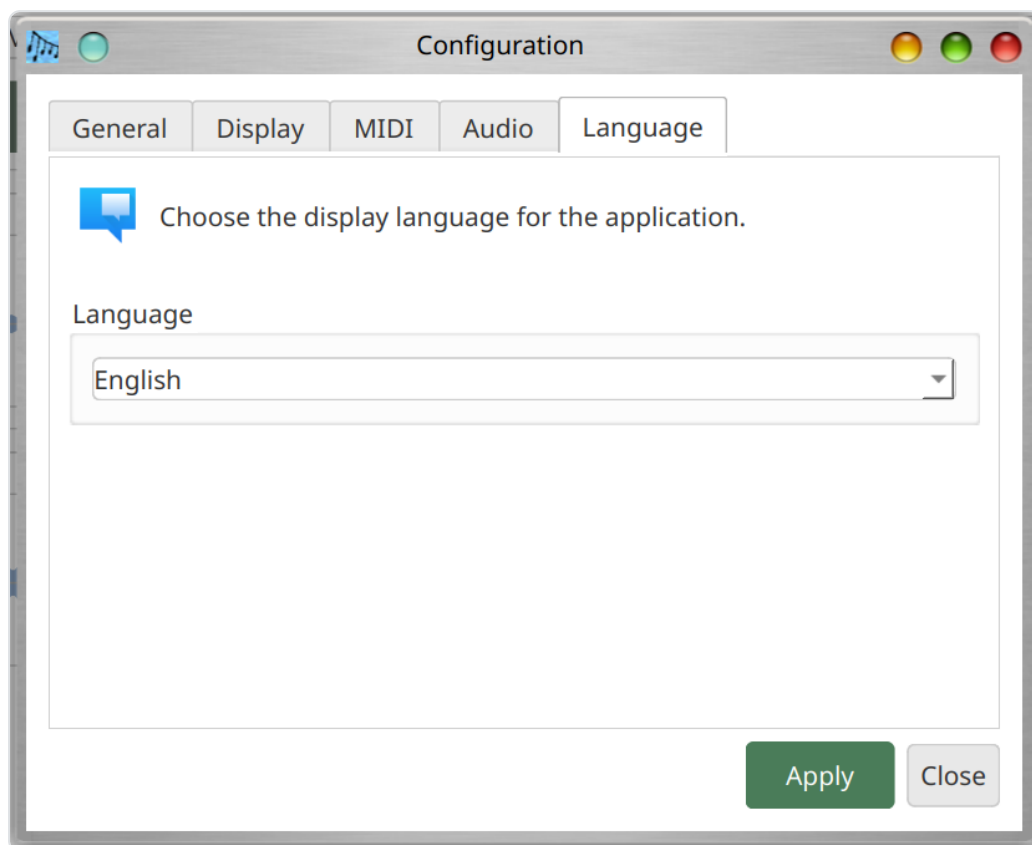 Configuration
General Display MIDI Audio Language
Choose the display language for the application.
Language
English
Apply Close